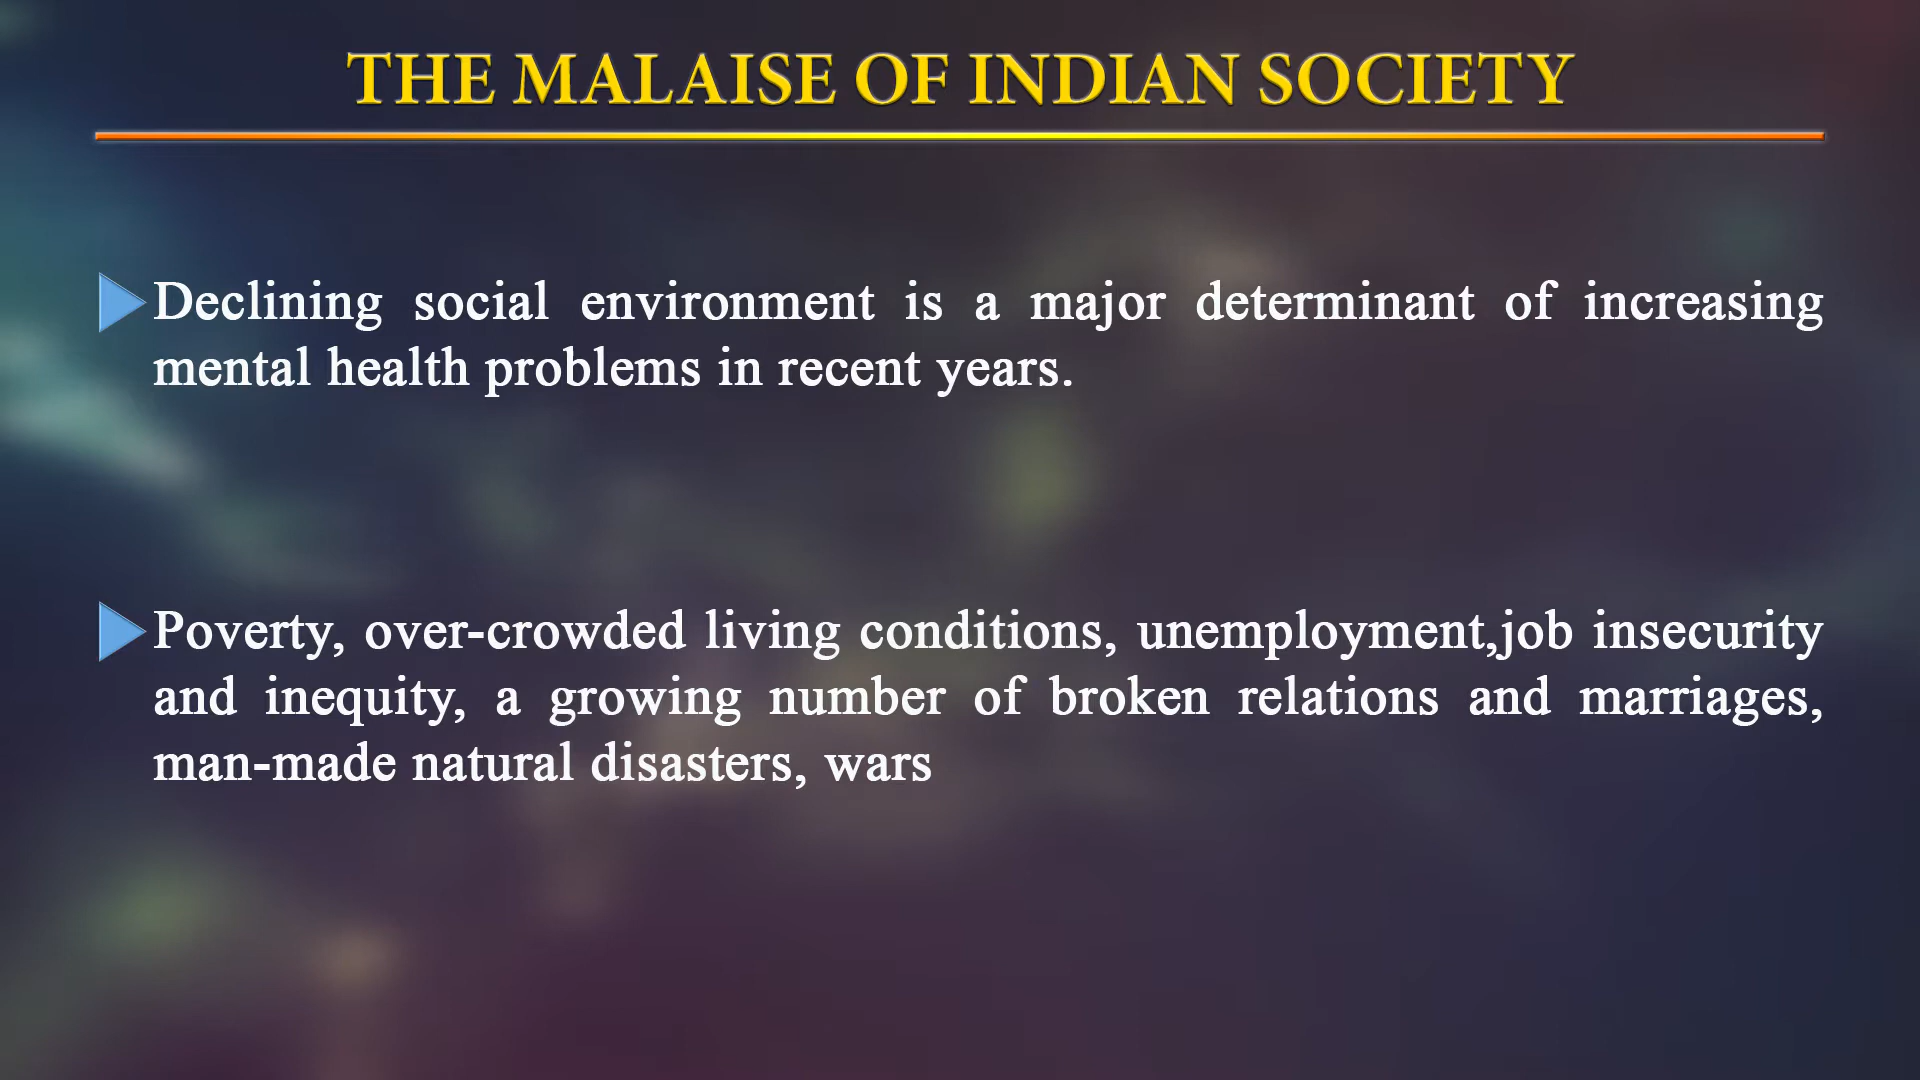 THE MALAISE OF INDIAN SOCIETY
Declining social environment is a major determinant of increasing
mental health problems in recent years.
Poverty, over-crowded living conditions, unemployment,job insecurity
and inequity, a growing number of broken relations and marriages,
man-made natural disasters, wars